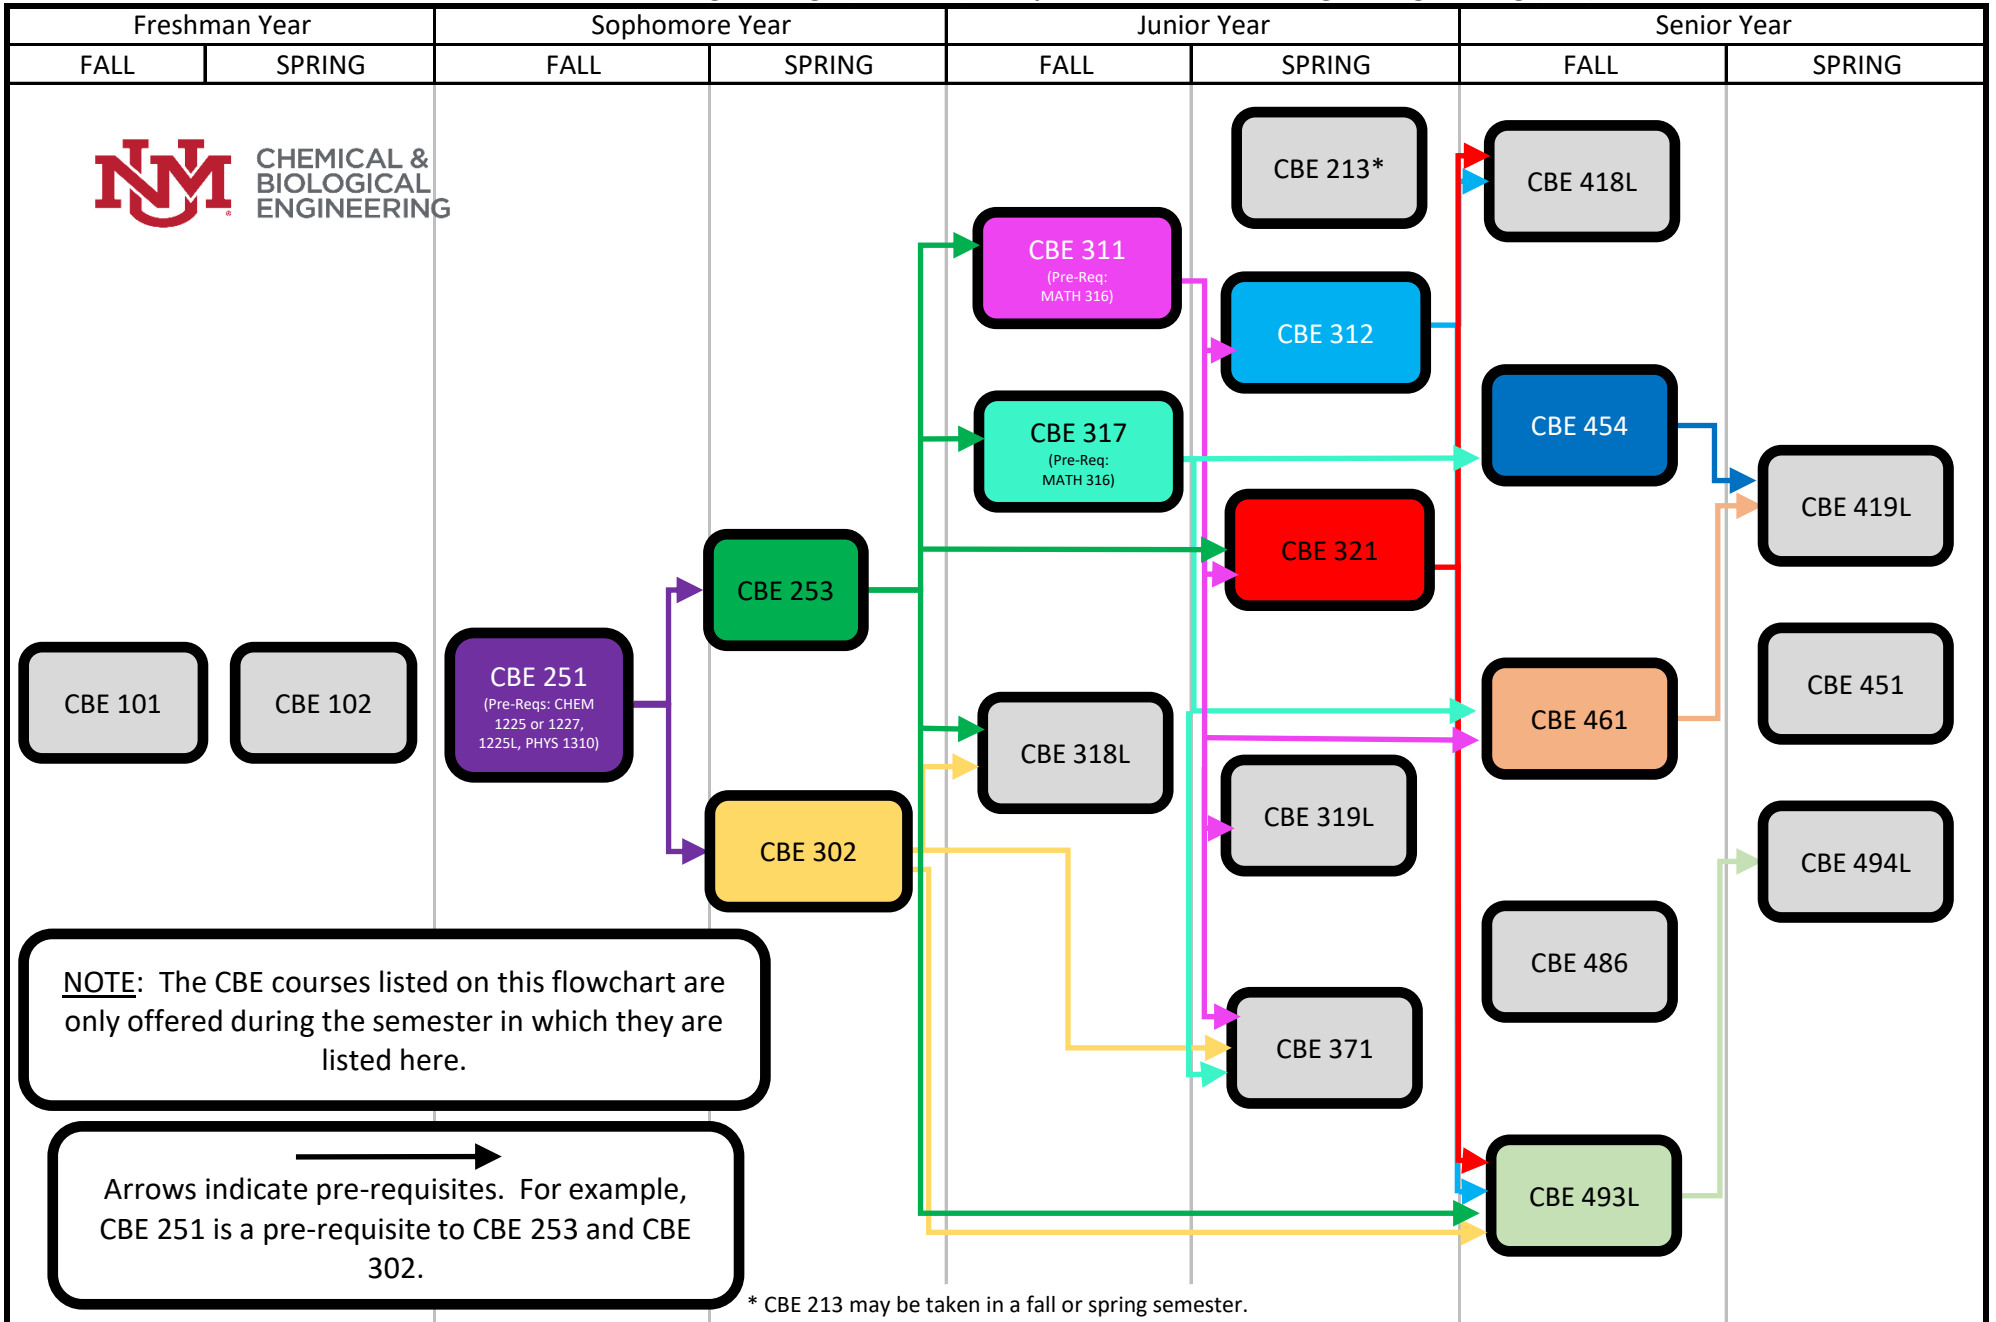 Freshman Year
Sophomore Year
Junior Year
Senior Year
FALL
SPRING
FALL
SPRING
FALL
SPRING
FALL
SPRING
UNM
CHEMICAL &
BIOLOGICAL
ENGINEERING
CBE 101
CBE 102
CBE 251
(Pre-Reqs: CHEM
1225 or 1227,
1225L, PHYS 1310)
CBE 253
CBE 302
CBE 311
(Pre-Req:
MATH 316)
CBE 317
(Pre-Req:
MATH 316)
CBE 318L
CBE 213*
CBE 312
CBE 321
CBE 319L
CBE 371
CBE 418L
CBE 454
CBE 461
CBE 486
CBE 493L
CBE 419L
CBE 451
CBE 494L
NOTE: The CBE courses listed on this flowchart are
only offered during the semester in which they are
listed here.
Arrows indicate pre-requisites. For example,
CBE 251 is a pre-requisite to CBE 253 and CBE
302.
* CBE 213 may be taken in a fall or spring semester.